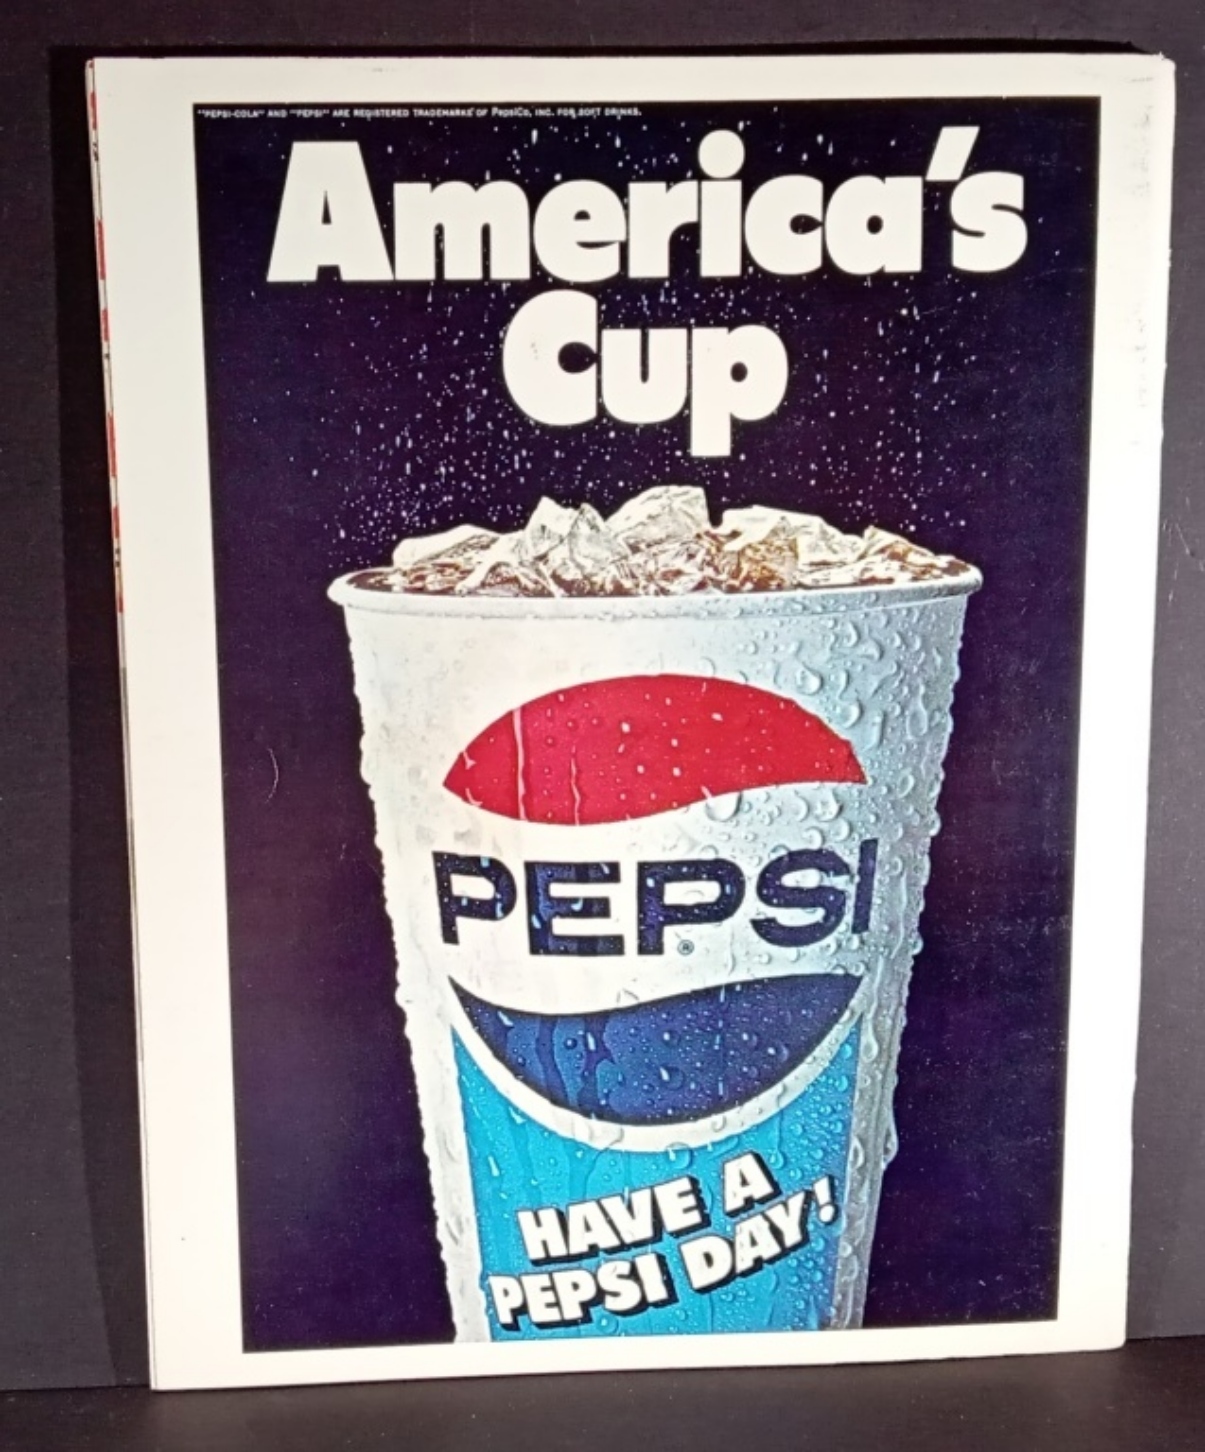 "PEPSI-COLA" AND "PEPSI" ARE REGISTERED TRADEMARKS OF PepsiCo, INC. FOR SOFT DRINKS.
America's
Cup
PEPSI
®
HAVE A
PEPSI DAY!